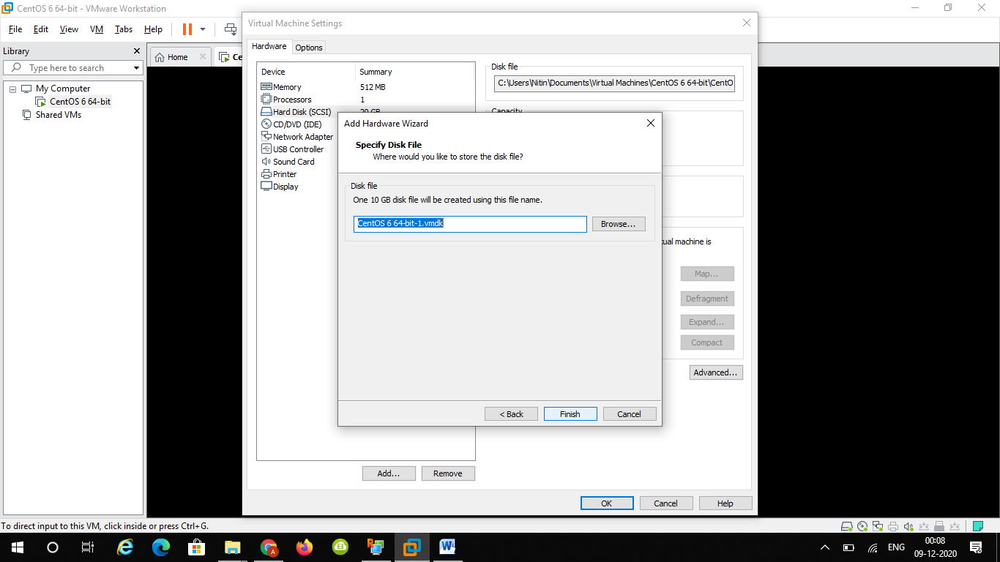 CentOS 6 64-bit - VMware Workstation
File Edit View VM Tabs Help
Library
Type here to search
My Computer
CentOS 6 64-bit
Shared VMs
Home
Ce
Virtual Machine Settings
Hardware Options
Device Summary
Memory 512 MB
Processors 1
Hard Disk (SCSI) 20 GB
CD/DVD (IDE)
Network Adapter
USB Controller
Sound Card
Printer
Display
Add... Remove
Disk file
C:\Users\Nitin\Documents\Virtual Machines\CentOS 6 64-bit\CentO
Capacity
tual machine is
Map...
Defragment
Expand...
Compact
Advanced...
OK Cancel Help
Add Hardware Wizard
Specify Disk File
Where would you like to store the disk file?
Disk file
One 10 GB disk file will be created using this file name.
CentOS 6 64-bit-1.vmdk
Browse...
< Back Finish Cancel
To direct input to this VM, click inside or press Ctrl+G.
ENG
00:08
09-12-2020